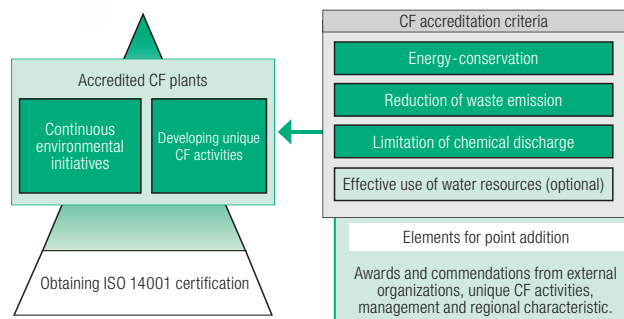 Accredited CF plants
Continuous
environmental
initiatives
Developing unique
CF activities
Obtaining ISO 14001 certification
CF accreditation criteria
Energy-conservation
Reduction of waste emission
Limitation of chemical discharge
Effective use of water resources (optional)
Elements for point addition
Awards and commendations from external
organizations, unique CF activities,
management and regional characteristic.